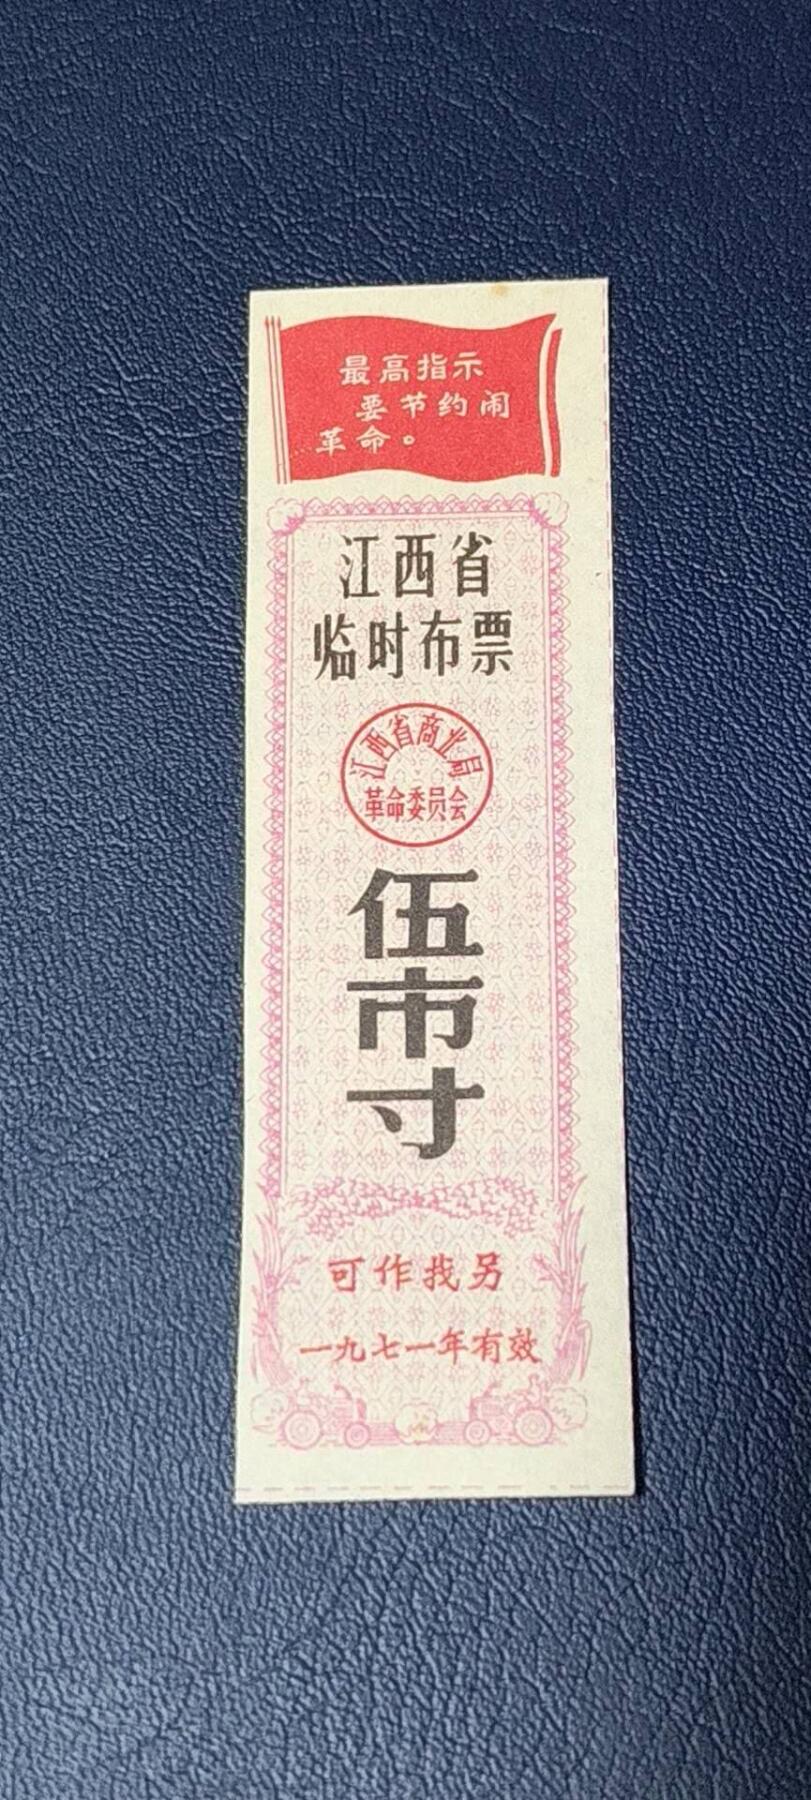 最高指示
要节约闹
革命。
江西省
临时布票
江西省商业局
革命委员会
伍市寸
可作找另
一九七一年有效